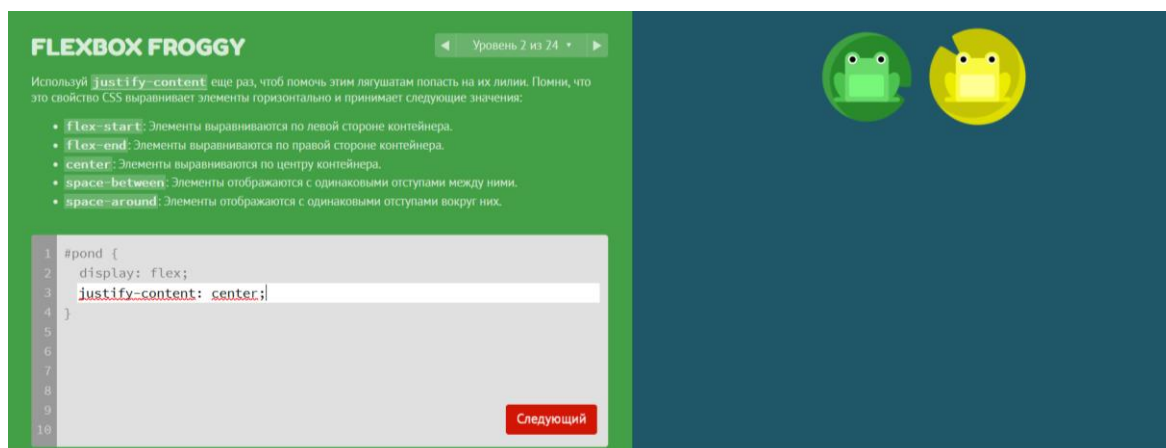 FLEXBOX FROGGY
◀ Уровень 2 из 24 ▾ ▶
Используй justify-content еще раз, чтоб помочь этим лягушатам попасть на их лилии. Помни, что
это свойство CSS выравнивает элементы горизонтально и принимает следующие значения:
• flex-start: Элементы выравниваются по левой стороне контейнера.
• flex-end: Элементы выравниваются по правой стороне контейнера.
• center: Элементы выравниваются по центру контейнера.
• space-between: Элементы отображаются с одинаковыми отступами между ними.
• space-around: Элементы отображаются с одинаковыми отступами вокруг них.
1 #pond {
2 display: flex;
3 justify-content: center;
4 }
5
6
7
8
9
10
Следующий